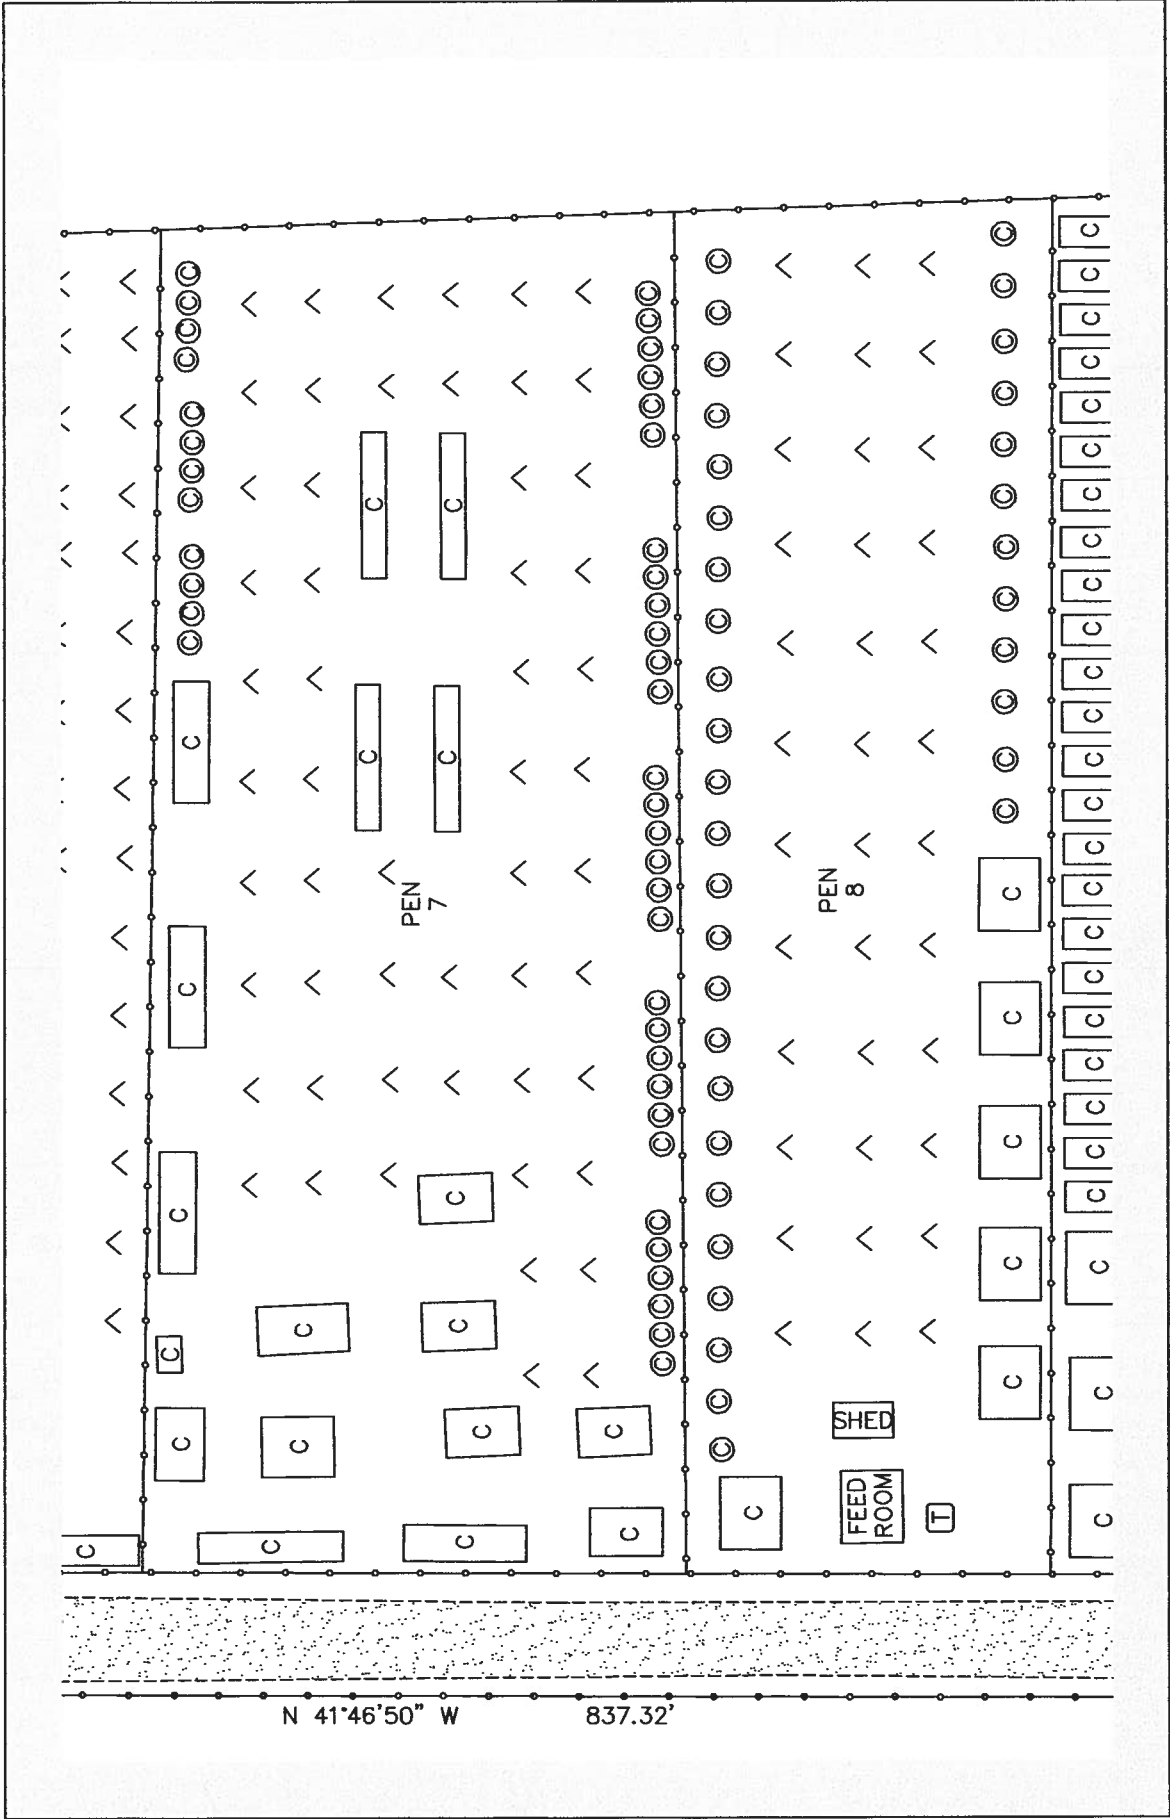 C
C C C C C C C C C C C C C C C C C
C C
C C
PEN
7
C
C C
C C C
C C C
C C C C C C C C C C C C C C C C C C C C C C C C C C C C C C
C C C C C C C C C C C C C C C C C C C C C C C C C
PEN
8
SHED
FEED
ROOM
T
C C C C C C C C C C C C C C C C C
C C C C C C C C C C C C C C C C C C C C C C C C C C
N 41°46'50" W 837.32'